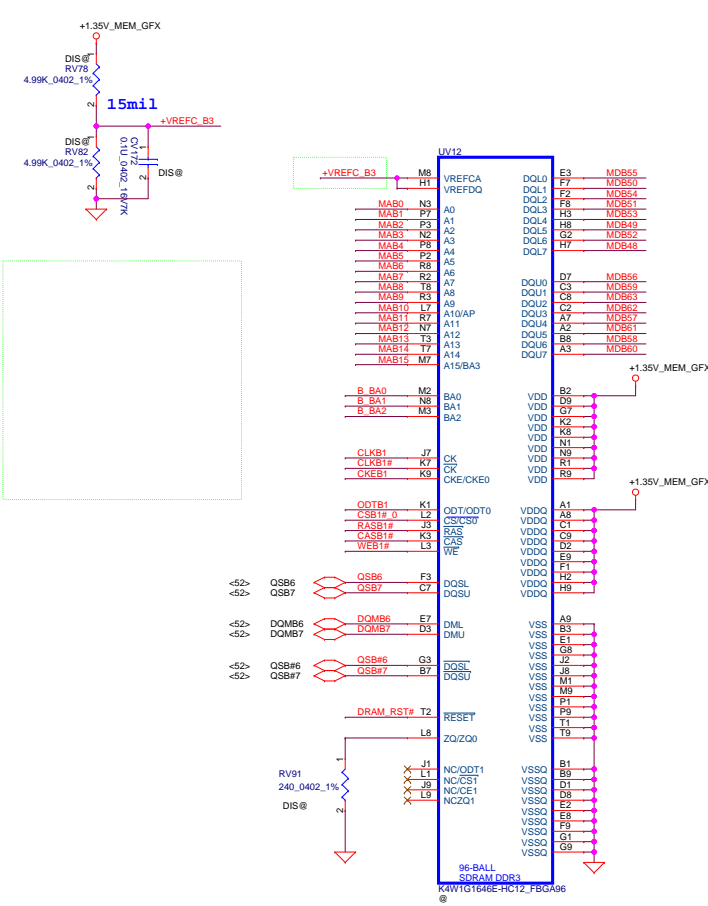 +1.35V_MEM_GFX
DIS@
RV78
4.99K_0402_1%
1
2
15mil
+VREFC_B3
DIS@
RV82
4.99K_0402_1%
1
2
CV172
0.1U_0402_16V7K
1
2
DIS@
UV12
+VREFC_B3 M8 VREFCA
H1 VREFDQ
MAB0 N3 A0
MAB1 P7 A1
MAB2 P3 A2
MAB3 N2 A3
MAB4 P8 A4
MAB5 P2 A5
MAB6 R8 A6
MAB7 R2 A7
MAB8 T8 A8
MAB9 R3 A9
MAB10 L7 A10/AP
MAB11 R7 A11
MAB12 N7 A12
MAB13 T3 A13
MAB14 T7 A14
MAB15 M7 A15/BA3
B_BA0 M2 BA0
B_BA1 N8 BA1
B_BA2 M3 BA2
CLKB1 J7 CK
CLKB1# K7 CK
CKEB1 K9 CKE/CKE0
ODTB1 K1 ODT/ODT0
CSB1#_0 L2 CS/CS0
RASB1# J3 RAS
CASB1# K3 CAS
WEB1# L3 WE
<52> QSB6 QSB6 F3 DQSL
<52> QSB7 QSB7 C7 DQSU
<52> DQMB6 DQMB6 E7 DML
<52> DQMB7 DQMB7 D3 DMU
<52> QSB#6 QSB#6 G3 DQSL
<52> QSB#7 QSB#7 B7 DQSU
DRAM_RST# T2 RESET
L8 ZQ/ZQ0
1
RV91
240_0402_1%
DIS@
2
J1 NC/ODT1
L1 NC/CS1
J9 NC/CE1
L9 NCZQ1
DQL0 E3 MDB55
DQL1 F7 MDB50
DQL2 F2 MDB54
DQL3 F8 MDB51
DQL4 H3 MDB53
DQL5 H8 MDB49
DQL6 G2 MDB52
DQL7 H7 MDB48
DQU0 D7 MDB56
DQU1 C3 MDB59
DQU2 C8 MDB63
DQU3 C2 MDB62
DQU4 A7 MDB57
DQU5 A2 MDB61
DQU6 B8 MDB58
DQU7 A3 MDB60
+1.35V_MEM_GFX
VDD B2
VDD D9
VDD G7
VDD K2
VDD K8
VDD N1
VDD N9
VDD R1
VDD R9
+1.35V_MEM_GFX
VDDQ A1
VDDQ A8
VDDQ C1
VDDQ C9
VDDQ D2
VDDQ E9
VDDQ F1
VDDQ H2
VDDQ H9
VSS A9
VSS B3
VSS E1
VSS G8
VSS J2
VSS J8
VSS M1
VSS M9
VSS P1
VSS P9
VSS T1
VSS T9
VSSQ B1
VSSQ B9
VSSQ D1
VSSQ D8
VSSQ E2
VSSQ E8
VSSQ F9
VSSQ G1
VSSQ G9
96-BALL
SDRAM DDR3
K4W1G1646E-HC12_FBGA96
@